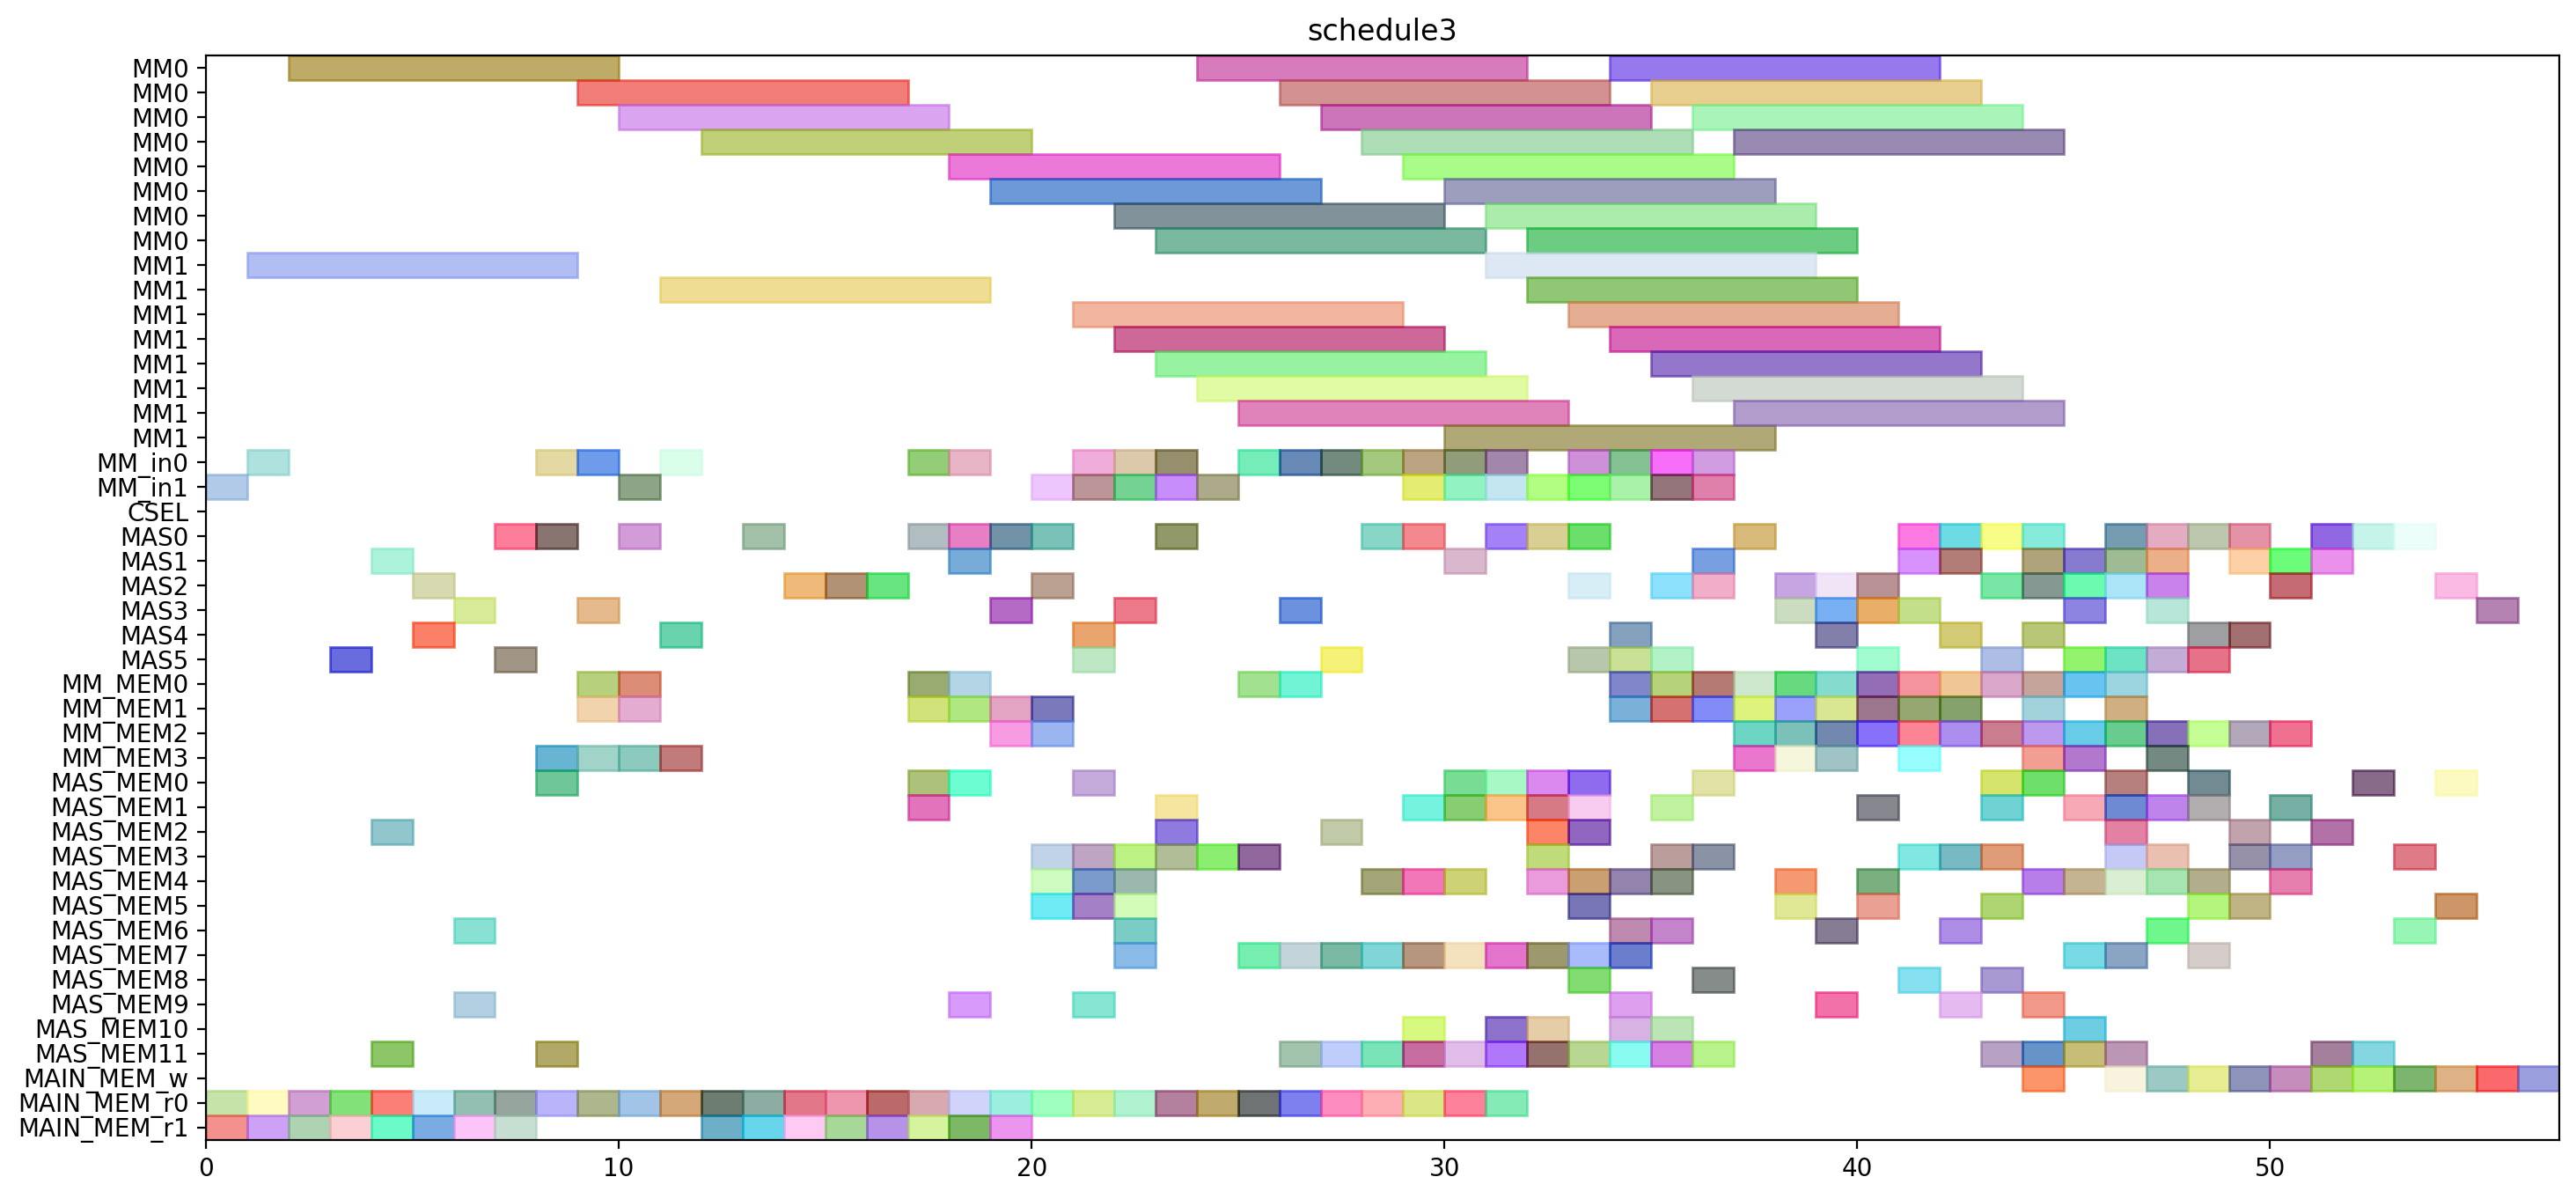 schedule3
MM0
MM0
MM0
MM0
MM0
MM0
MM0
MM0
MM1
MM1
MM1
MM1
MM1
MM1
MM1
MM1
MM_in0
MM_in1
CSEL
MAS0
MAS1
MAS2
MAS3
MAS4
MAS5
MM_MEM0
MM_MEM1
MM_MEM2
MM_MEM3
MAS_MEM0
MAS_MEM1
MAS_MEM2
MAS_MEM3
MAS_MEM4
MAS_MEM5
MAS_MEM6
MAS_MEM7
MAS_MEM8
MAS_MEM9
MAS_MEM10
MAS_MEM11
MAIN_MEM_w
MAIN_MEM_r0
MAIN_MEM_r1
0 10 20 30 40 50